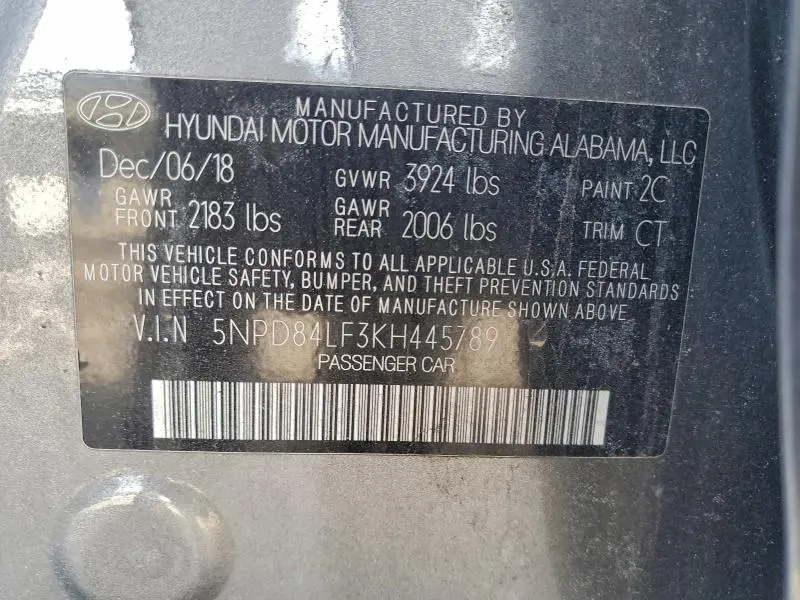 MANUFACTURED BY
HYUNDAI MOTOR MANUFACTURING ALABAMA, LLC
Dec/06/18 GVWR 3924 lbs PAINT 2C
GAWR FRONT 2183 lbs GAWR REAR 2006 lbs TRIM CT
THIS VEHICLE CONFORMS TO ALL APPLICABLE U.S.A. FEDERAL
MOTOR VEHICLE SAFETY, BUMPER, AND THEFT PREVENTION STANDARDS
IN EFFECT ON THE DATE OF MANUFACTURE SHOWN ABOVE.
V.I.N 5NPD84LF3KH445789
PASSENGER CAR